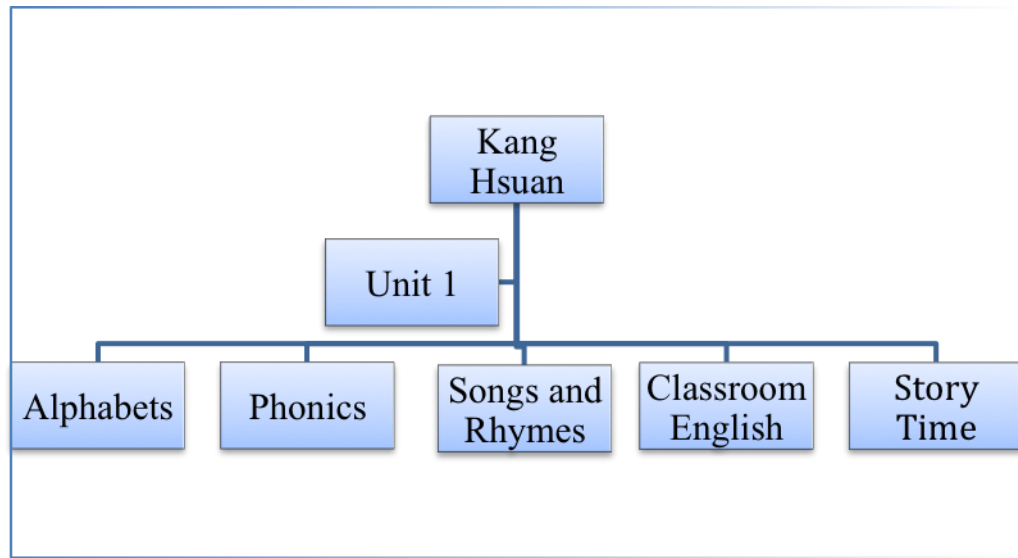 Kang
Hsuan
Unit 1
Alphabets
Phonics
Songs and
Rhymes
Classroom
English
Story
Time